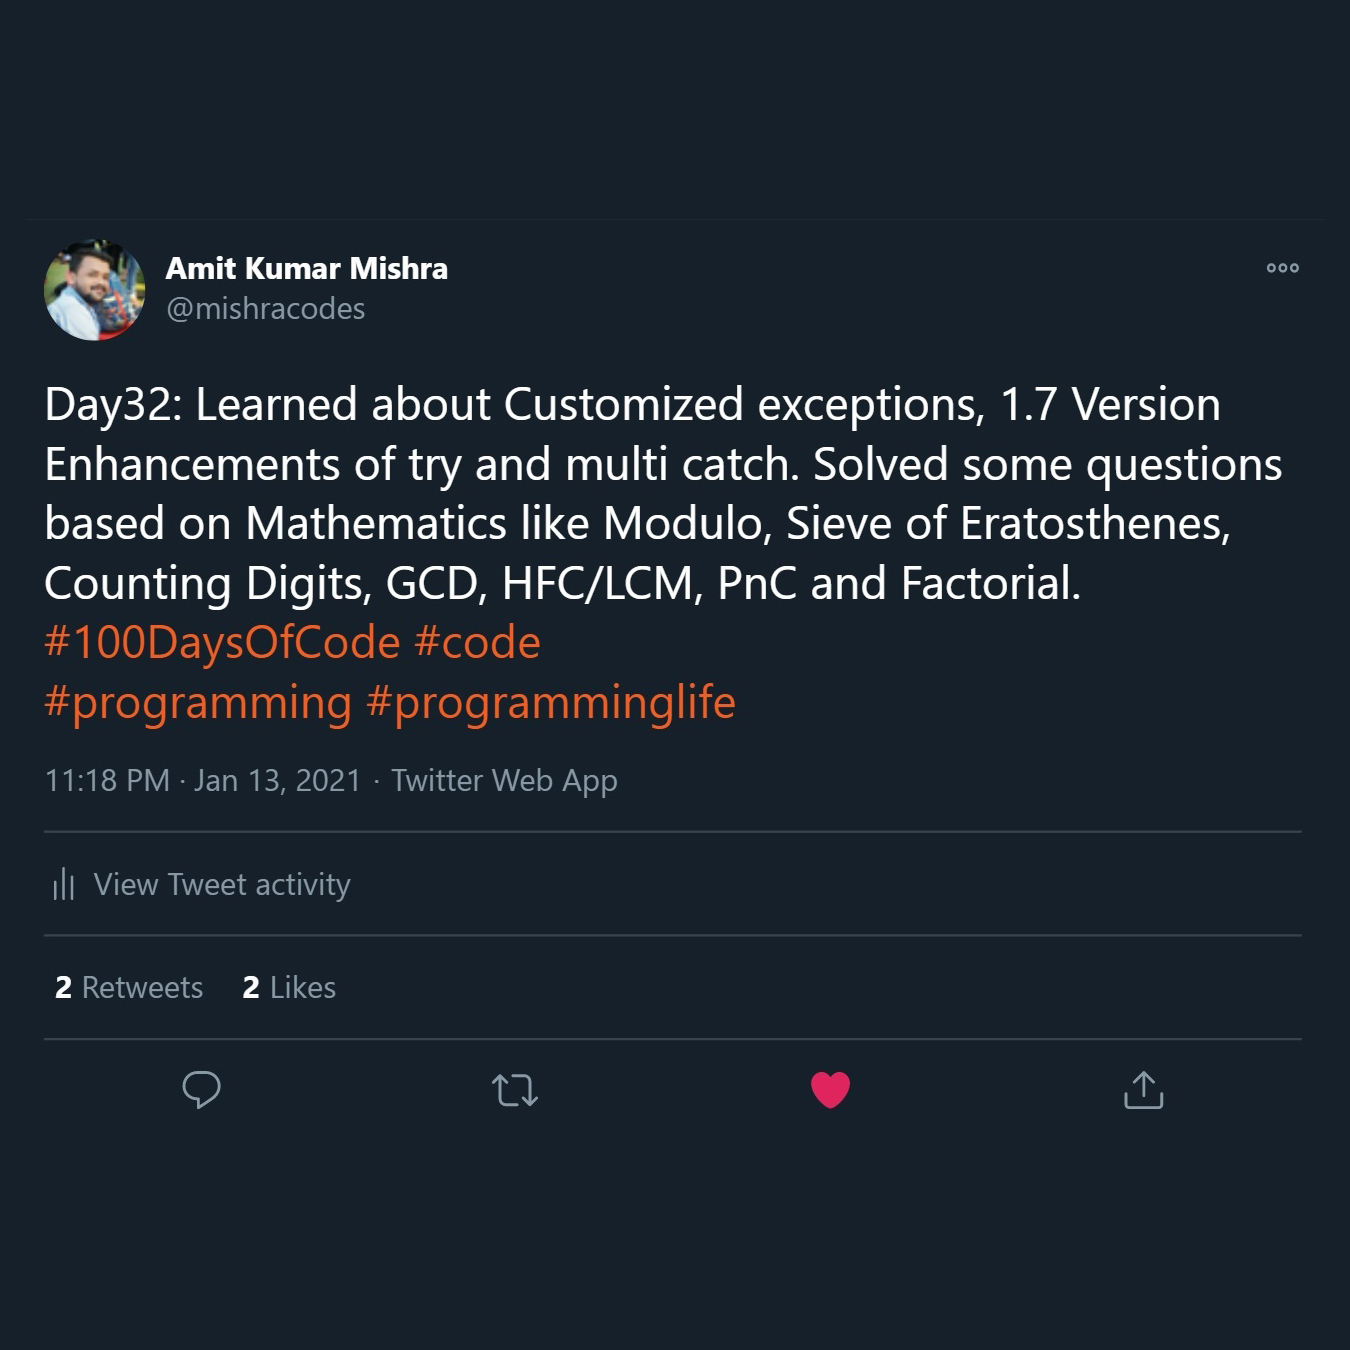 Amit Kumar Mishra
@mishracodes
Day32: Learned about Customized exceptions, 1.7 Version
Enhancements of try and multi catch. Solved some questions
based on Mathematics like Modulo, Sieve of Eratosthenes,
Counting Digits, GCD, HFC/LCM, PnC and Factorial.
#100DaysOfCode #code
#programming #programminglife
11:18 PM · Jan 13, 2021 · Twitter Web App
View Tweet activity
2 Retweets 2 Likes